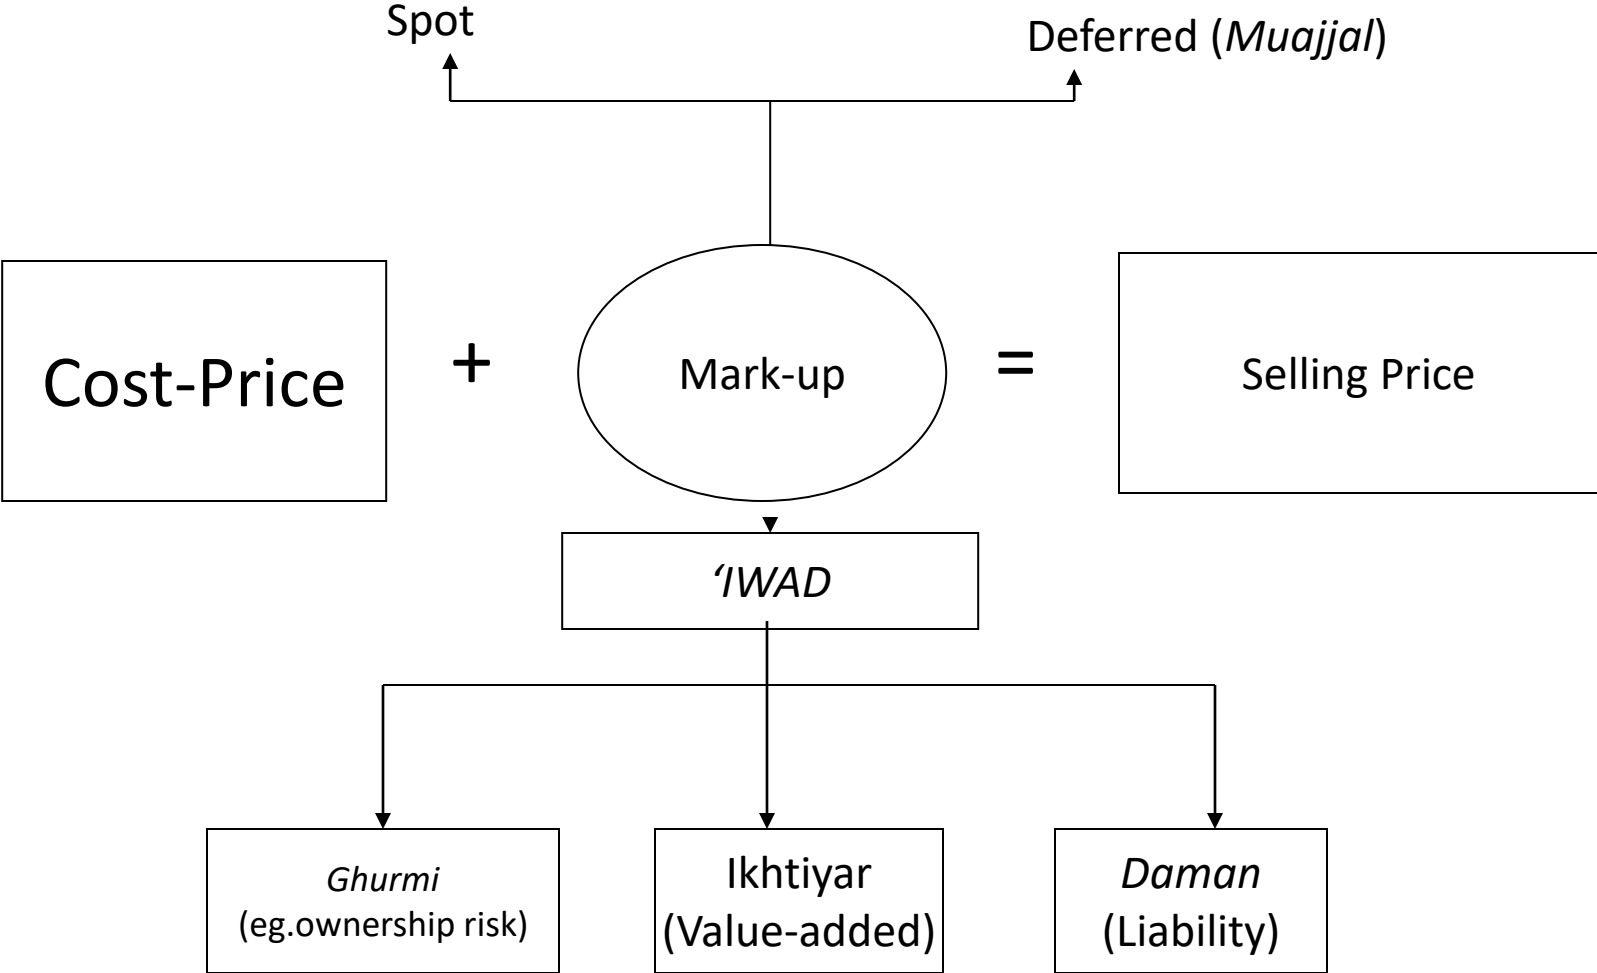 Spot
Deferred (Muajjal)
Cost-Price
+
Mark-up
=
Selling Price
‘IWAD
Ghurmi
(eg.ownership risk)
Ikhtiyar
(Value-added)
Daman
(Liability)